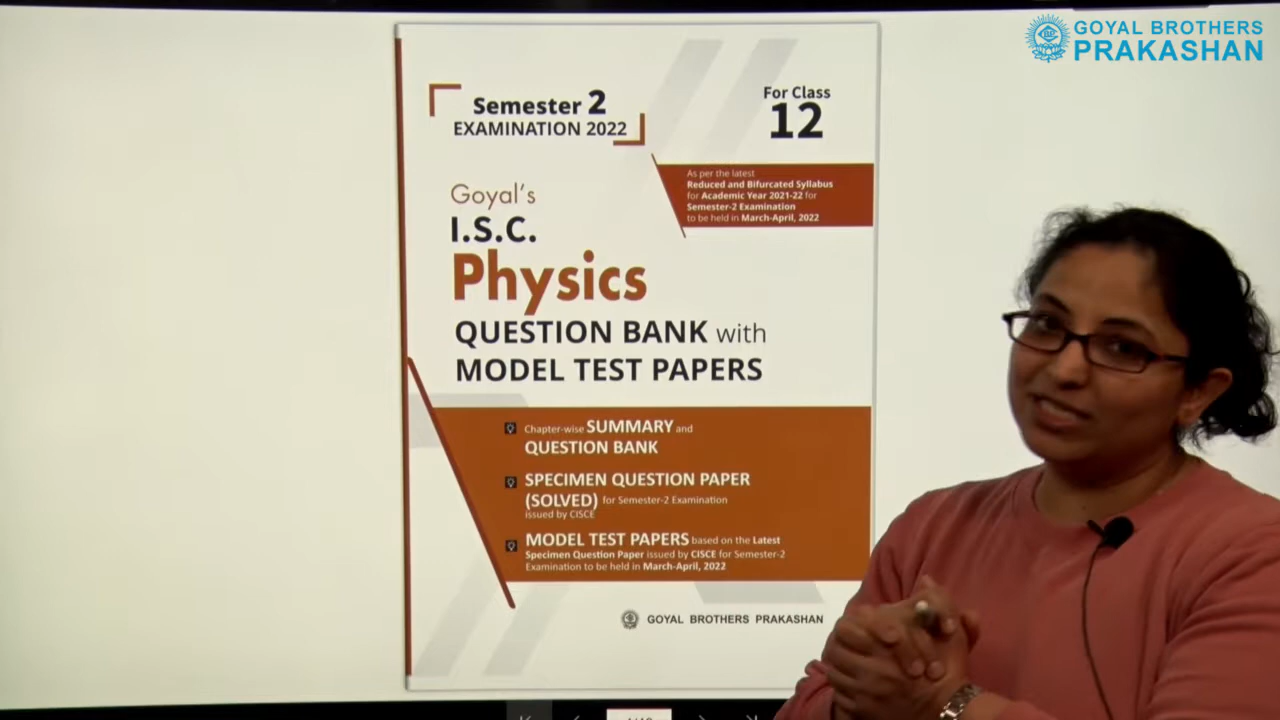 GOYAL BROTHERS
PRAKASHAN
Semester 2
EXAMINATION 2022
For Class
12
As per the latest
Reduced and Bifurcated Syllabus
for Academic Year 2021-22 for
Semester-2 Examination
to be held in March-April, 2022
Goyal's
I.S.C.
Physics
QUESTION BANK with
MODEL TEST PAPERS
Chapter-wise SUMMARY and
QUESTION BANK
SPECIMEN QUESTION PAPER
(SOLVED) for Semester-2 Examination
issued by CISCE
MODEL TEST PAPERS based on the Latest
Specimen Question Paper issued by CISCE for Semester-2
Examination to be held in March-April, 2022
GOYAL BROTHERS PRAKASHAN